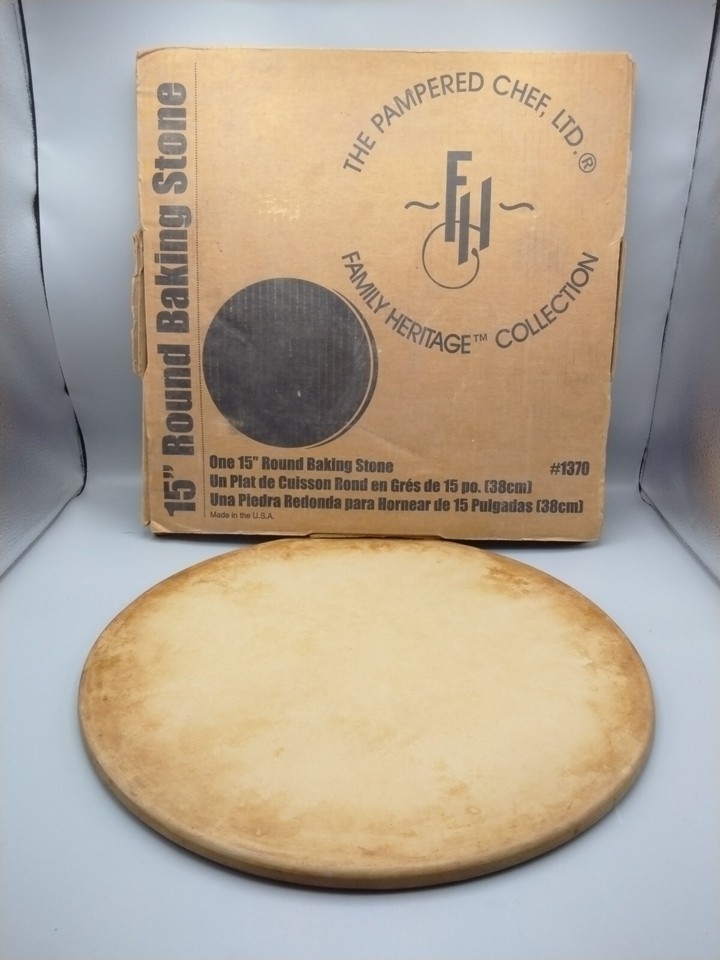 15" Round Baking Stone
THE PAMPERED CHEF, LTD.®
FH
FAMILY HERITAGE™ COLLECTION
One 15" Round Baking Stone
#1370
Un Plat de Cuisson Rond en Grés de 15 po. (38cm)
Una Piedra Redonda para Hornear de 15 Pulgadas (38cm)
Made in the U.S.A.